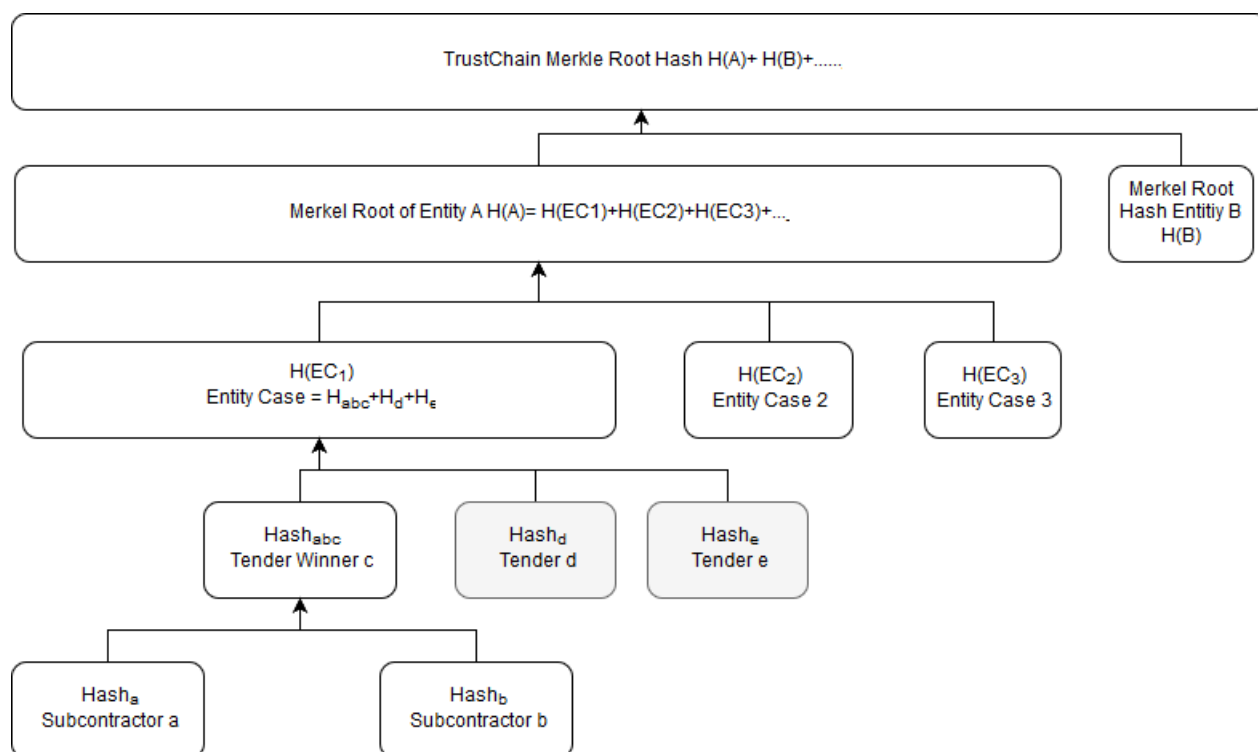 TrustChain Merkle Root Hash H(A)+ H(B)+......
Merkel Root of Entity A H(A)= H(EC1)+H(EC2)+H(EC3)+...
Merkel Root
Hash Entitiy B
H(B)
H(EC₁)
Entity Case = Habc+Hd+He
H(EC₂)
Entity Case 2
H(EC₃)
Entity Case 3
Hashabc
Tender Winner c
Hashd
Tender d
Hashe
Tender e
Hasha
Subcontractor a
Hashb
Subcontractor b